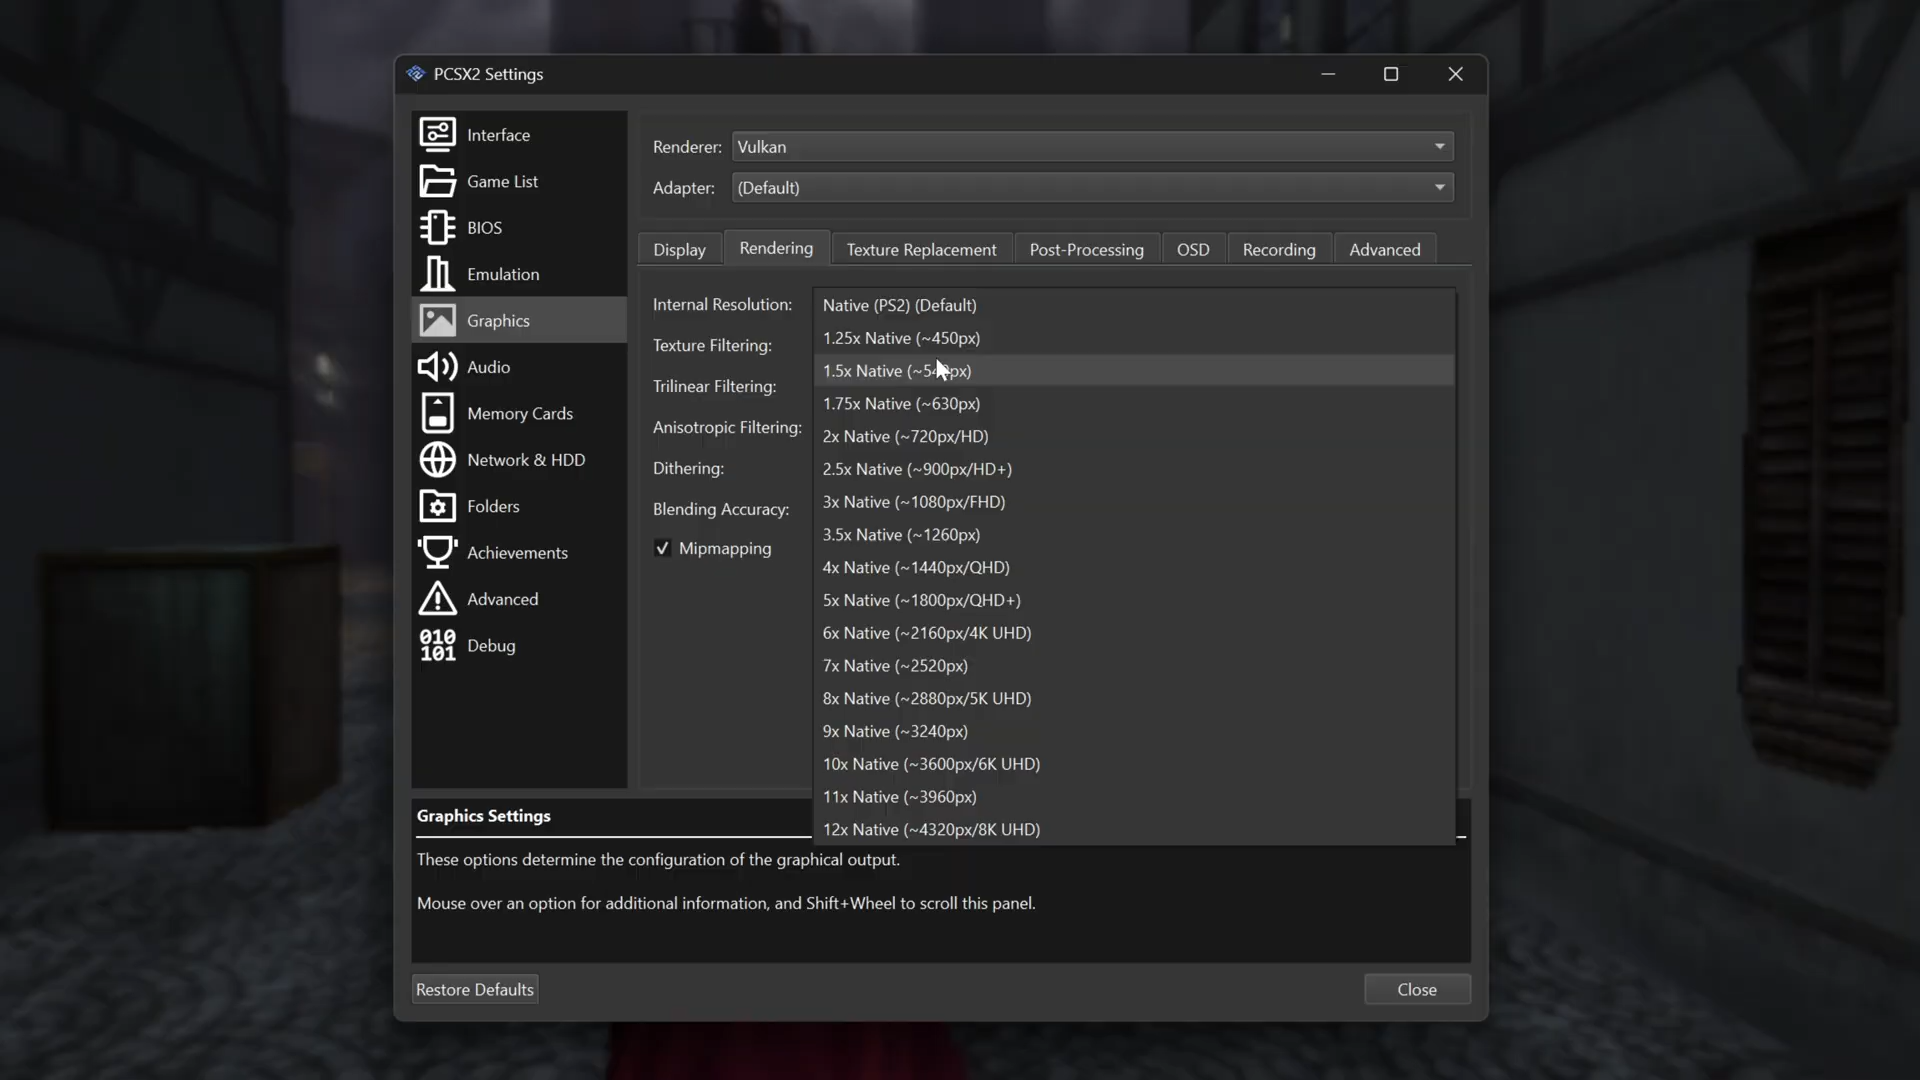 PCSX2 Settings
Interface
Game List
BIOS
Emulation
Graphics
Audio
Memory Cards
Network & HDD
Folders
Achievements
Advanced
010
101
Debug
Renderer: Vulkan
Adapter: (Default)
Display Rendering Texture Replacement Post-Processing OSD Recording Advanced
Internal Resolution:
Texture Filtering:
Trilinear Filtering:
Anisotropic Filtering:
Dithering:
Blending Accuracy:
Mipmapping
Native (PS2) (Default)
1.25x Native (~450px)
1.5x Native
1.75x Native (~630px)
2x Native (~720px/HD)
2.5x Native (~900px/HD+)
3x Native (~1080px/FHD)
3.5x Native (~1260px)
4x Native (~1440px/QHD)
5x Native (~1800px/QHD+)
6x Native (~2160px/4K UHD)
7x Native (~2520px)
8x Native (~2880px/5K UHD)
9x Native (~3240px)
10x Native (~3600px/6K UHD)
11x Native (~3960px)
12x Native (~4320px/8K UHD)
Graphics Settings
These options determine the configuration of the graphical output.
Mouse over an option for additional information, and Shift+Wheel to scroll this panel.
Restore Defaults
Close